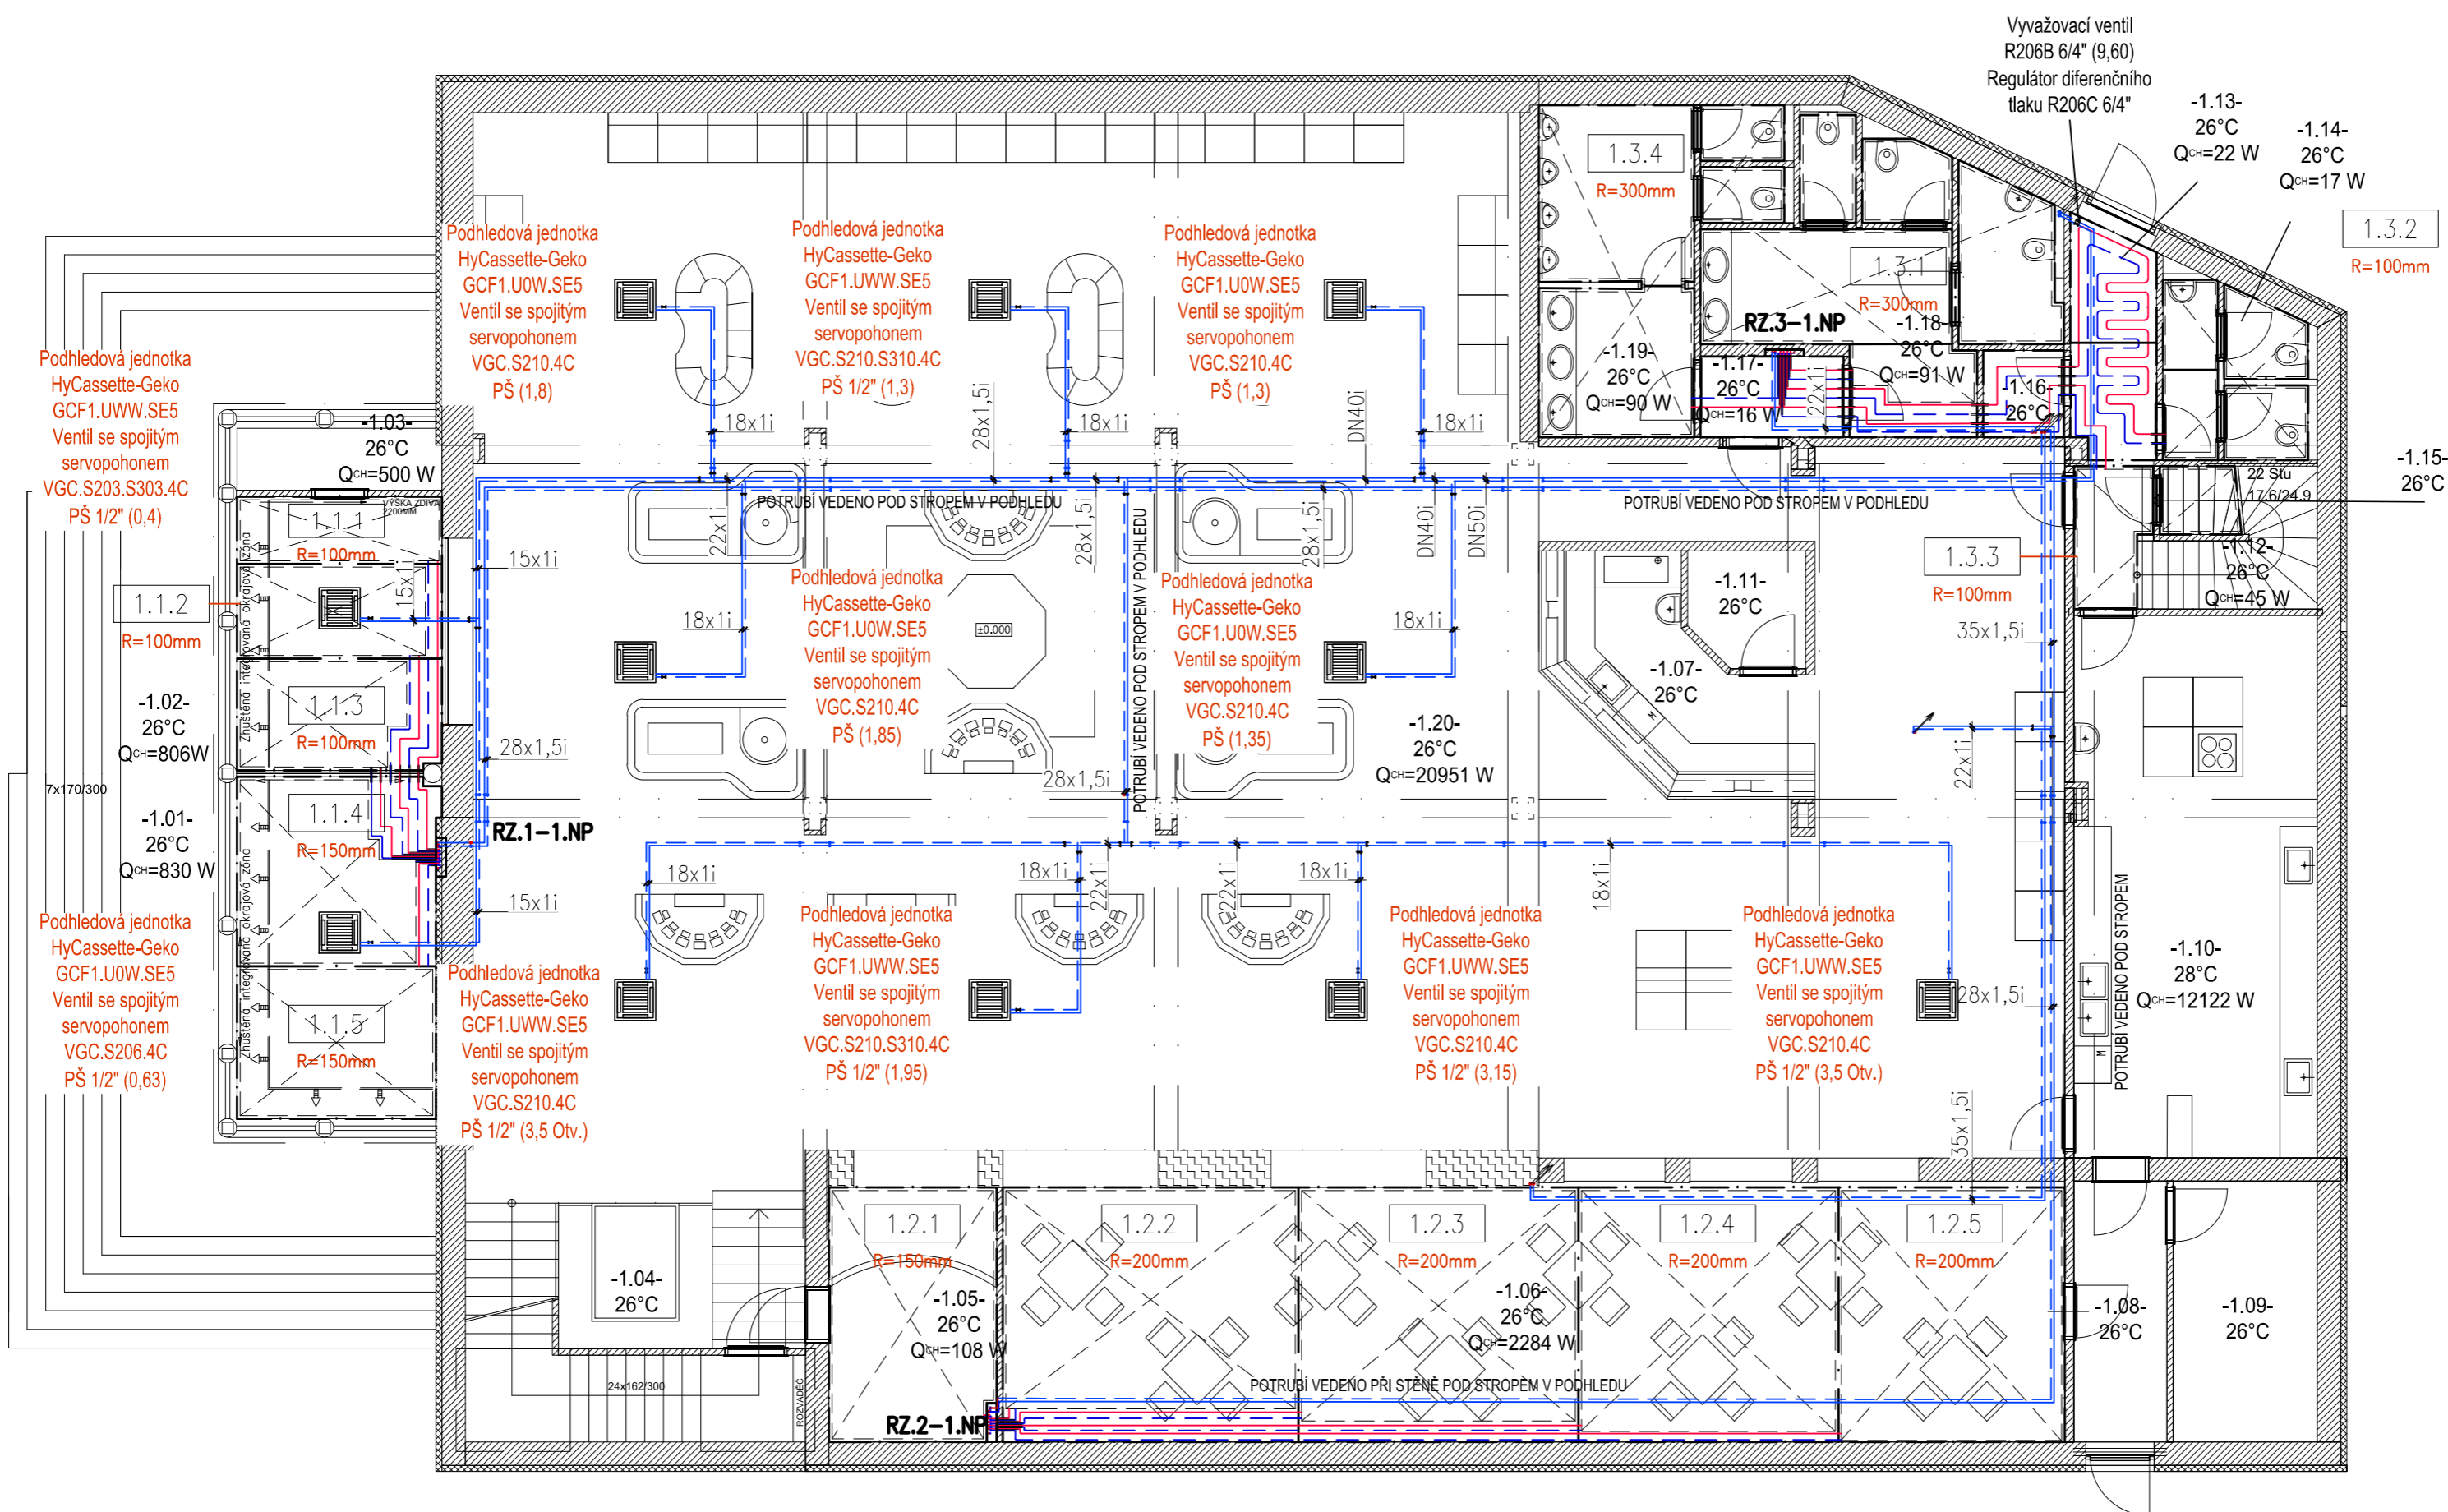 Vyvažovací ventil
R206B 6/4" (9,60)
Regulátor diferenčního
tlaku R206C 6/4"
-1.13-
26°C
QCH=22 W
-1.14-
26°C
QCH=17 W
1.3.2
R=100mm
1.3.4
R=300mm
1.3.1
R=300mm
RZ.3-1.NP
-1.18-
26°C
QCH=91 W
-1.19-
26°C
QCH=90 W
-1.17-
26°C
QCH=16 W
22x1i
-1.16-
26°C
-1.15-
26°C
22 Stu
17,6/24,9
-1.12-
26°C
QCH=45 W
1.3.3
R=100mm
Podhledová jednotka
HyCassette-Geko
GCF1.U0W.SE5
Ventil se spojitým
servopohonem
VGC.S210.4C
PŠ (1,8)
Podhledová jednotka
HyCassette-Geko
GCF1.UWW.SE5
Ventil se spojitým
servopohonem
VGC.S210.S310.4C
PŠ 1/2" (1,3)
Podhledová jednotka
HyCassette-Geko
GCF1.U0W.SE5
Ventil se spojitým
servopohonem
VGC.S210.4C
PŠ (1,3)
Podhledová jednotka
HyCassette-Geko
GCF1.UWW.SE5
Ventil se spojitým
servopohonem
VGC.S203.S303.4C
PŠ 1/2" (0,4)
-1.03-
26°C
QCH=500 W
18x1i
28x1,5i
18x1i
DN40i
18x1i
POTRUBÍ VEDENO POD STROPEM V PODHLEDU
POTRUBÍ VEDENO POD STROPEM V PODHLEDU
22x1i
28x1,5i
28x1,5i
DN40i
DN50i
VÝŠKA ZDIVA
2200MM
1.1.1
R=100mm
15x1i
15x1i
1.1.2
R=100mm
1.1.3
R=100mm
-1.02-
26°C
QCH=806W
Zhuštěná integrovaná okrajová zóna
7x170/300
-1.01-
26°C
QCH=830 W
1.1.4
R=150mm
RZ.1-1.NP
28x1,5i
15x1i
Zhuštěná integrovaná okrajová zóna
1.1.5
R=150mm
Podhledová jednotka
HyCassette-Geko
GCF1.U0W.SE5
Ventil se spojitým
servopohonem
VGC.S206.4C
PŠ 1/2" (0,63)
18x1i
Podhledová jednotka
HyCassette-Geko
GCF1.U0W.SE5
Ventil se spojitým
servopohonem
VGC.S210.4C
PŠ (1,85)
±0.000
POTRUBÍ VEDENO POD STROPEM V PODHLEDU
Podhledová jednotka
HyCassette-Geko
GCF1.U0W.SE5
Ventil se spojitým
servopohonem
VGC.S210.4C
PŠ (1,35)
18x1i
28x1,5i
-1.20-
26°C
QCH=20951 W
-1.11-
26°C
-1.07-
26°C
M
35x1,5i
22x1i
18x1i
18x1i
22x1i
22x1i
18x1i
18x1i
Podhledová jednotka
HyCassette-Geko
GCF1.UWW.SE5
Ventil se spojitým
servopohonem
VGC.S210.4C
PŠ 1/2" (3,5 Otv.)
Podhledová jednotka
HyCassette-Geko
GCF1.UWW.SE5
Ventil se spojitým
servopohonem
VGC.S210.S310.4C
PŠ 1/2" (1,95)
Podhledová jednotka
HyCassette-Geko
GCF1.UWW.SE5
Ventil se spojitým
servopohonem
VGC.S210.4C
PŠ 1/2" (3,15)
Podhledová jednotka
HyCassette-Geko
GCF1.UWW.SE5
Ventil se spojitým
servopohonem
VGC.S210.4C
PŠ 1/2" (3,5 Otv.)
28x1,5i
35x1,5i
POTRUBÍ VEDENO POD STROPEM
M
-1.10-
28°C
QCH=12122 W
1.2.1
R=150mm
1.2.2
R=200mm
1.2.3
R=200mm
1.2.4
R=200mm
1.2.5
R=200mm
-1.04-
26°C
24x162/300
ROZVADĚČ
-1.05-
26°C
QCH=108 W
-1.06-
26°C
QCH=2284 W
POTRUBÍ VEDENO PŘI STĚNĚ POD STROPEM V PODHLEDU
RZ.2-1.NP
-1.08-
26°C
-1.09-
26°C